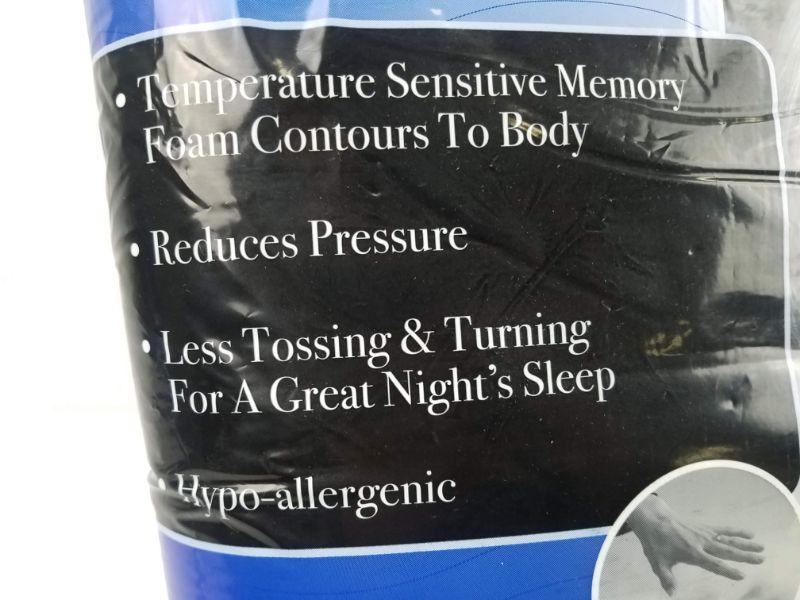 • Temperature Sensitive Memory
Foam Contours To Body
• Reduces Pressure
• Less Tossing & Turning
For A Great Night's Sleep
• Hypo-allergenic